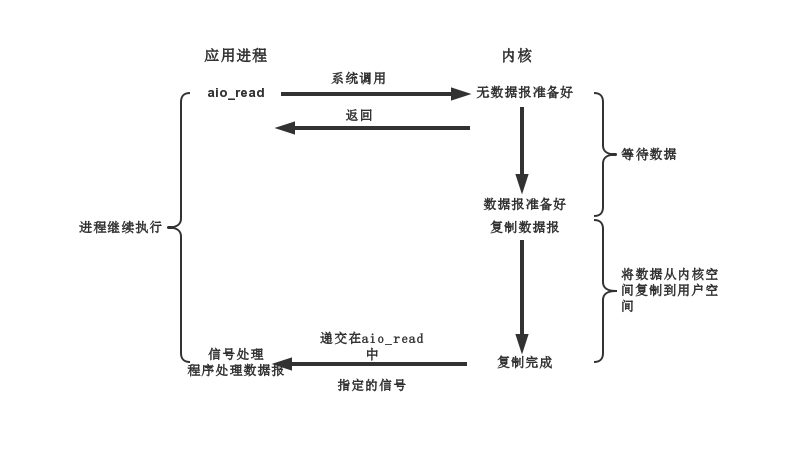 应用进程
内核
系统调用
aio_read
无数据报准备好
返回
等待数据
数据报准备好
进程继续执行
复制数据报
将数据从内核空
间复制到用户空
间
递交在aio_read
中
信号处理
程序处理数据报
复制完成
指定的信号